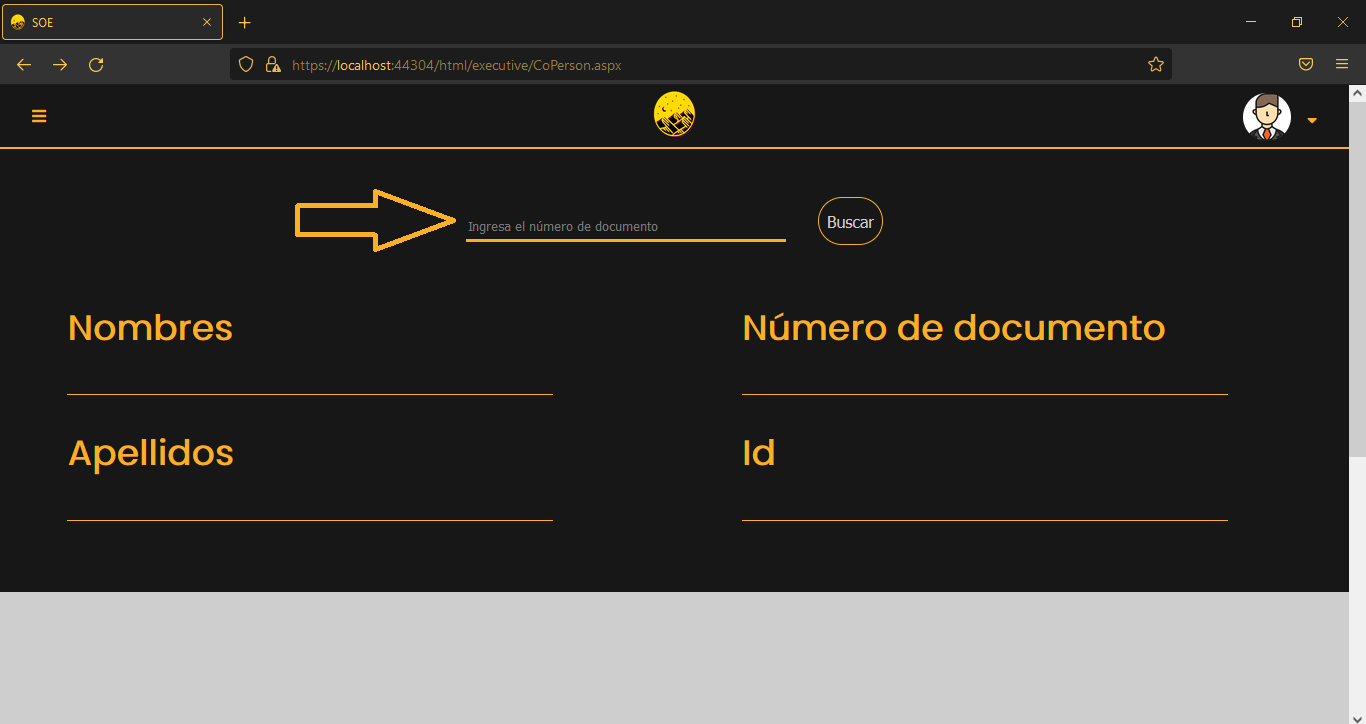 SOE
https://localhost:44304/html/executive/CoPerson.aspx
Ingresa el número de documento
Buscar
Nombres
Número de documento
Apellidos
Id